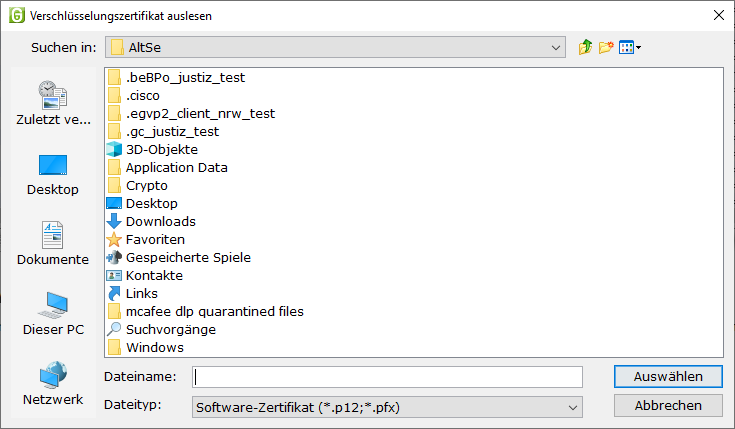 Verschlüsselungszertifikat auslesen
Suchen in: AltSe
Zuletzt ve...
Desktop
Dokumente
Dieser PC
Netzwerk
.beBPo_justiz_test
.cisco
.egvp2_client_nrw_test
.gc_justiz_test
3D-Objekte
Application Data
Crypto
Desktop
Downloads
Favoriten
Gespeicherte Spiele
Kontakte
Links
mcafee dlp quarantined files
Suchvorgänge
Windows
Dateiname: Auswählen
Dateityp: Software-Zertifikat (*.p12;*.pfx) Abbrechen